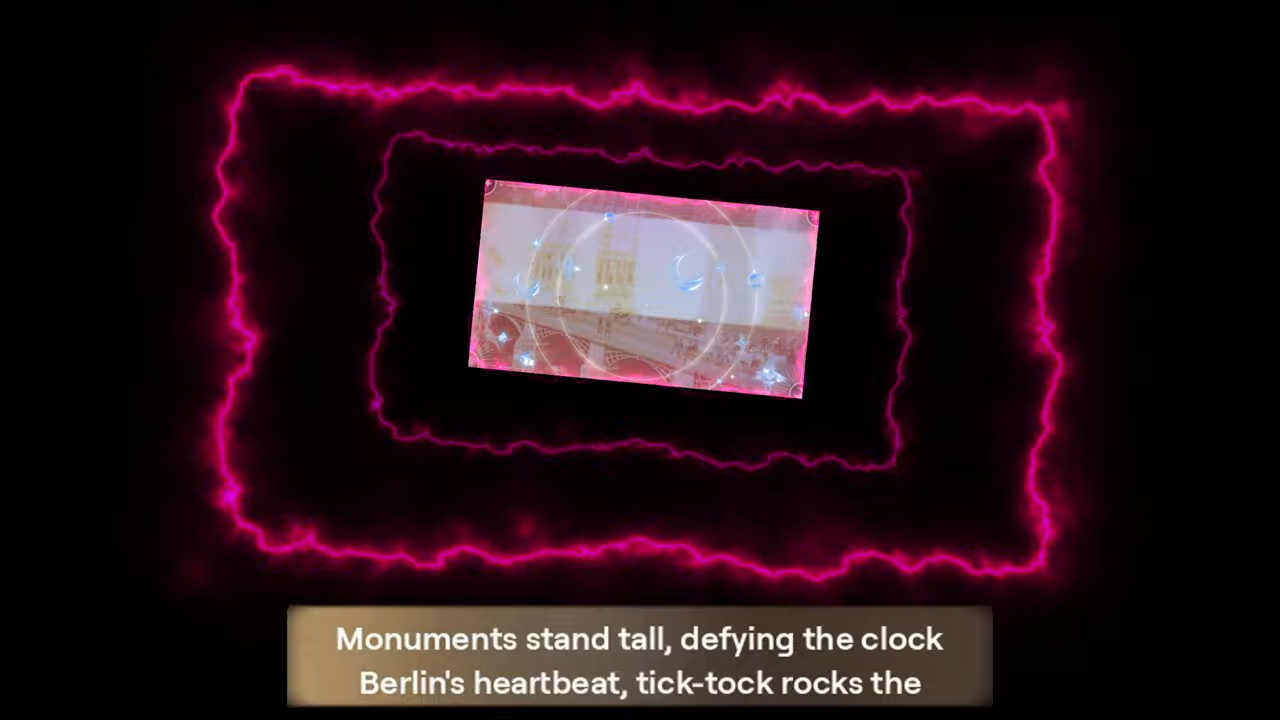 Monuments stand tall, defying the clock
Berlin's heartbeat, tick-tock rocks the